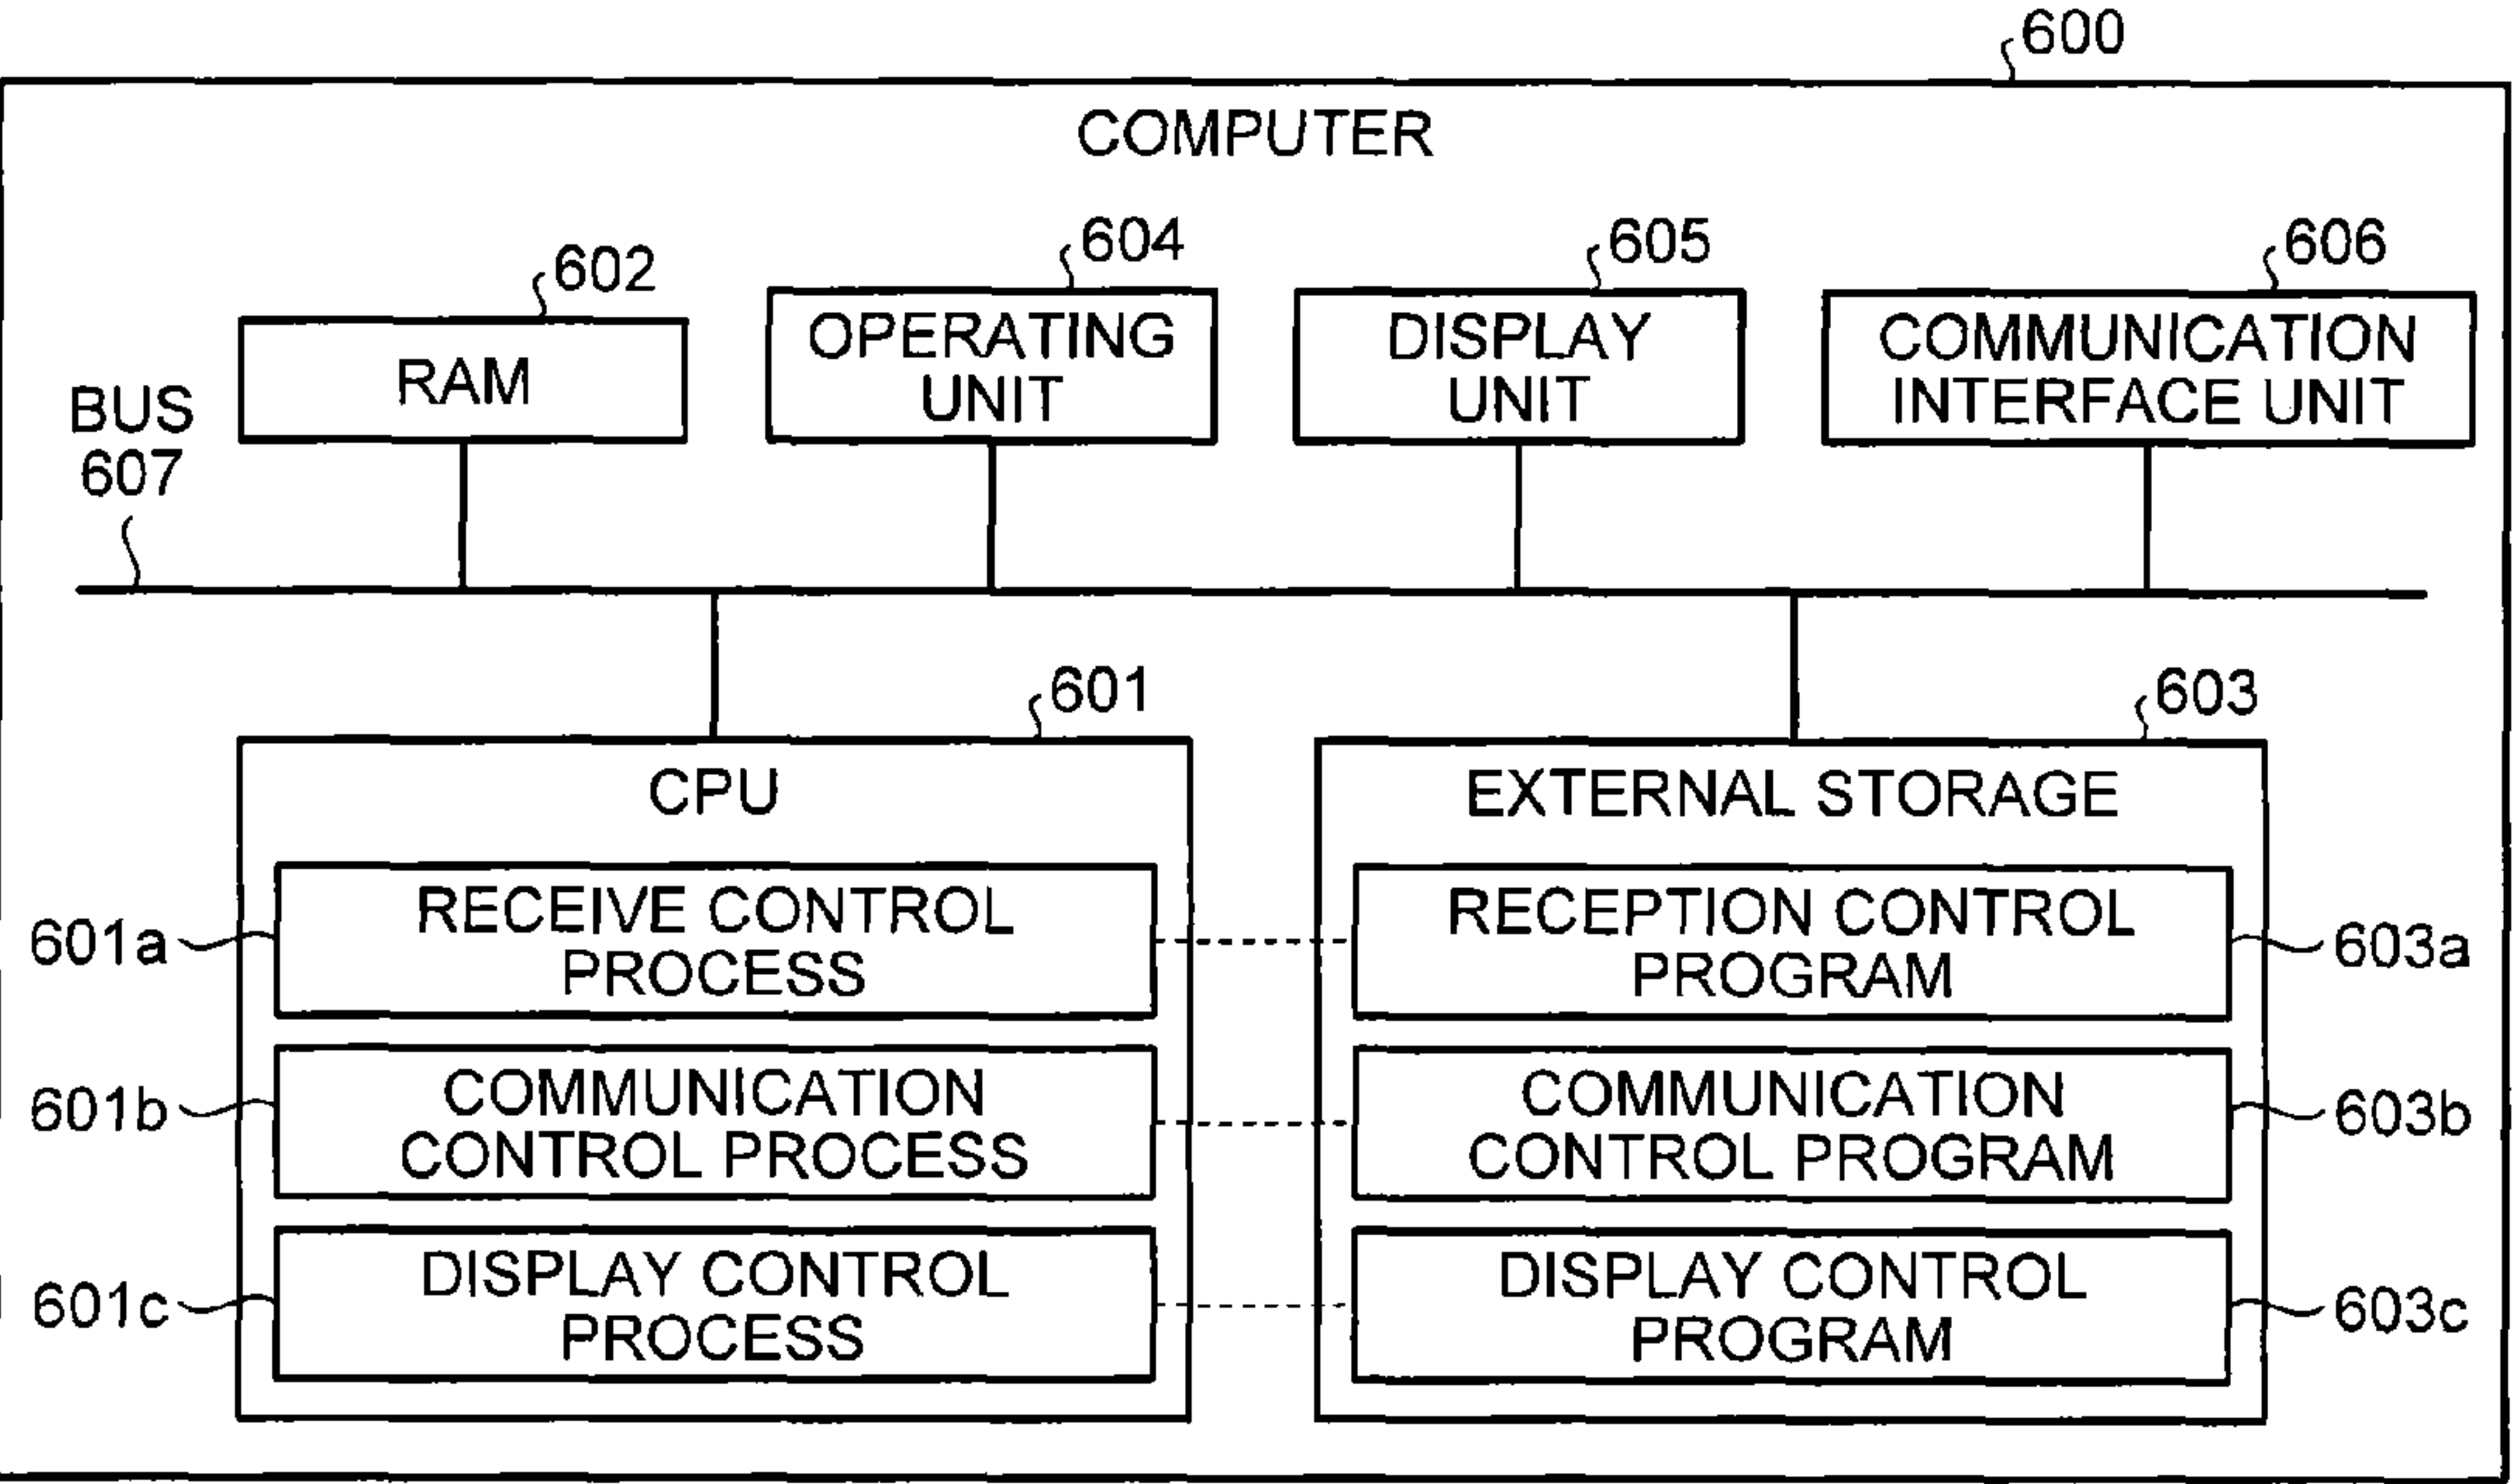 600
COMPUTER
602
604
605
606
RAM
OPERATING
UNIT
DISPLAY
UNIT
COMMUNICATION
INTERFACE UNIT
BUS
607
601
603
CPU
EXTERNAL STORAGE
601a
RECEIVE CONTROL
PROCESS
RECEPTION CONTROL
PROGRAM
603a
601b
COMMUNICATION
CONTROL PROCESS
COMMUNICATION
CONTROL PROGRAM
603b
601c
DISPLAY CONTROL
PROCESS
DISPLAY CONTROL
PROGRAM
603c